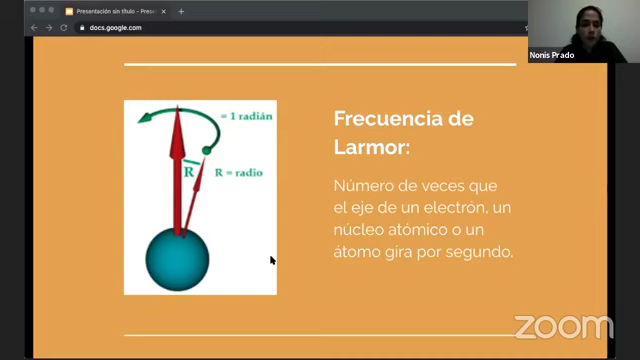 Presentación sin título - Prese
docs.google.com
Nonis Prado
= 1 radián
R
R = radio
Frecuencia de
Larmor:
Número de veces que
el eje de un electrón, un
núcleo atómico o un
átomo gira por segundo.
zoom